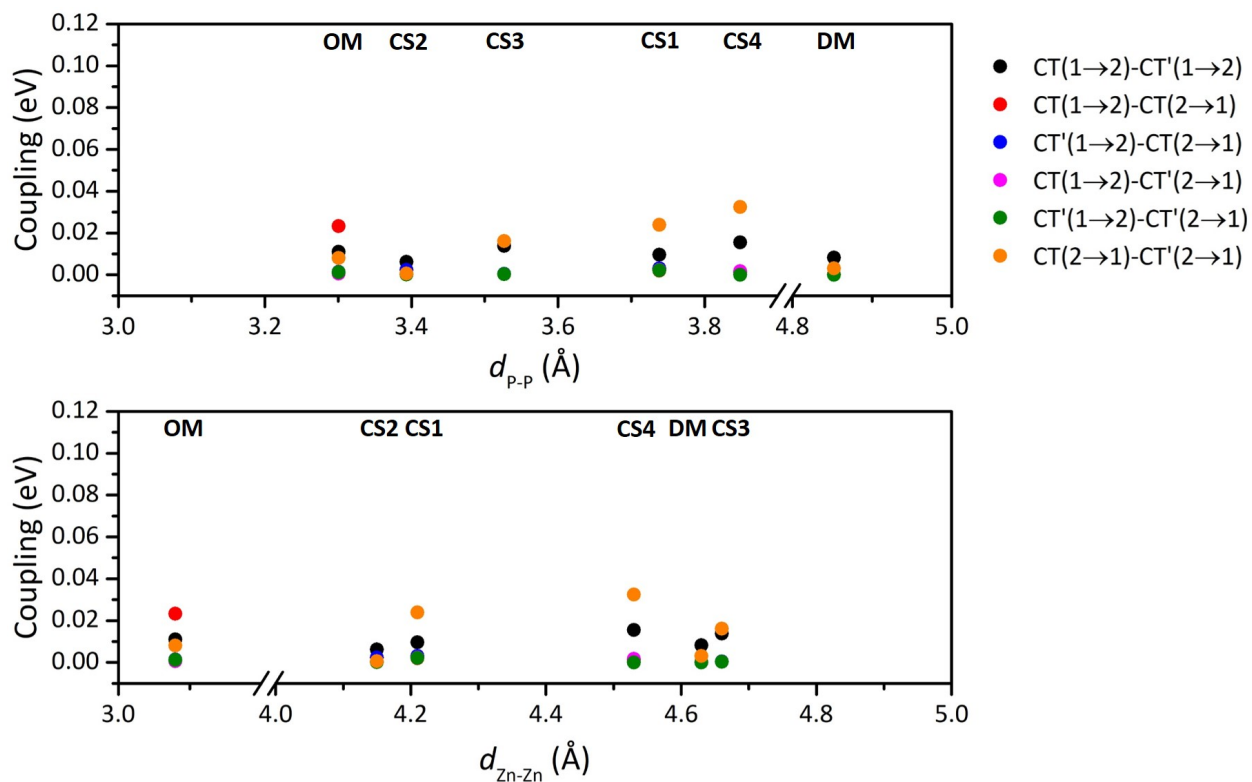 0.12
0.10
0.08
0.06
0.04
0.02
0.00
Coupling (eV)
OM CS2 CS3 CS1 CS4 DM
3.0 3.2 3.4 3.6 3.8 4.8 5.0
d_P-P (Å)
CT(1→2)-CT'(1→2)
CT(1→2)-CT(2→1)
CT'(1→2)-CT(2→1)
CT(1→2)-CT'(2→1)
CT'(1→2)-CT'(2→1)
CT(2→1)-CT'(2→1)
0.12
0.10
0.08
0.06
0.04
0.02
0.00
Coupling (eV)
OM CS2 CS1 CS4 DM CS3
3.0 4.0 4.2 4.4 4.6 4.8 5.0
d_Zn-Zn (Å)